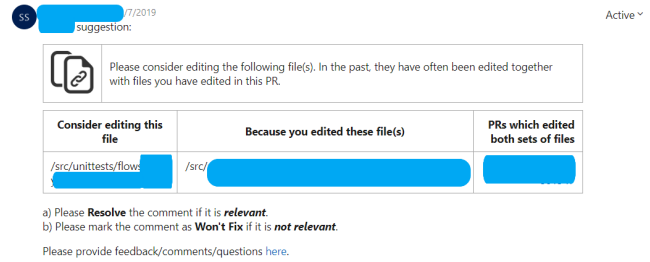 SS
/7/2019
Active
suggestion:
Please consider editing the following file(s). In the past, they have often been edited together
with files you have edited in this PR.
Consider editing this
file
Because you edited these file(s)
PRs which edited
both sets of files
/src/unittests/flows
/src/
a) Please Resolve the comment if it is relevant.
b) Please mark the comment as Won't Fix if it is not relevant.
Please provide feedback/comments/questions here.